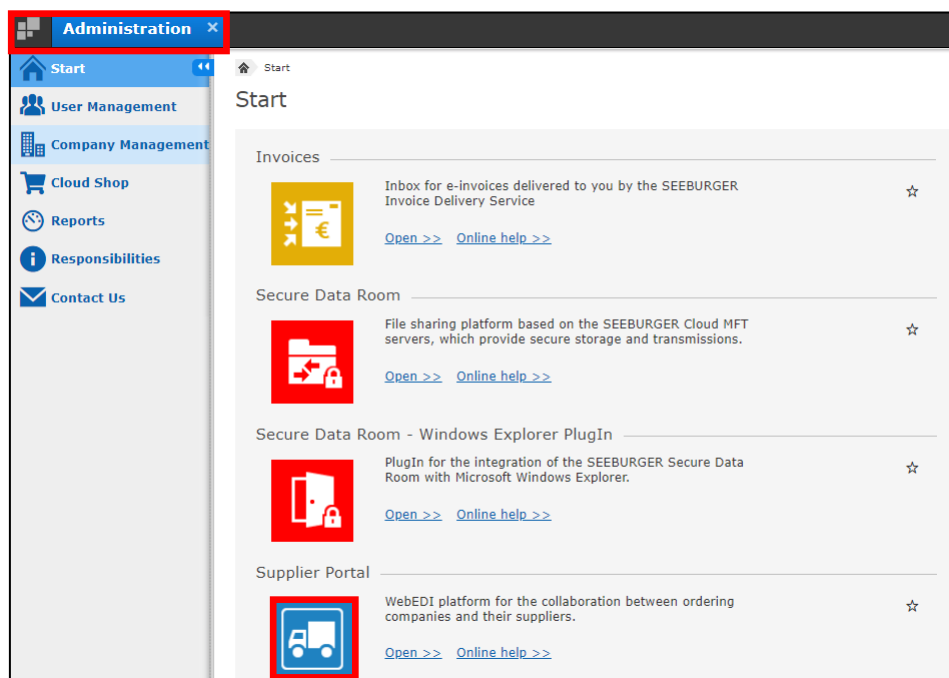 Administration ×
Start
User Management
Company Management
Cloud Shop
Reports
Responsibilities
Contact Us
Start
Start
Invoices
Inbox for e-invoices delivered to you by the SEEBURGER
Invoice Delivery Service
Open >> Online help >>
Secure Data Room
File sharing platform based on the SEEBURGER Cloud MFT
servers, which provide secure storage and transmissions.
Open >> Online help >>
Secure Data Room - Windows Explorer PlugIn
PlugIn for the integration of the SEEBURGER Secure Data
Room with Microsoft Windows Explorer.
Open >> Online help >>
Supplier Portal
WebEDI platform for the collaboration between ordering
companies and their suppliers.
Open >> Online help >>